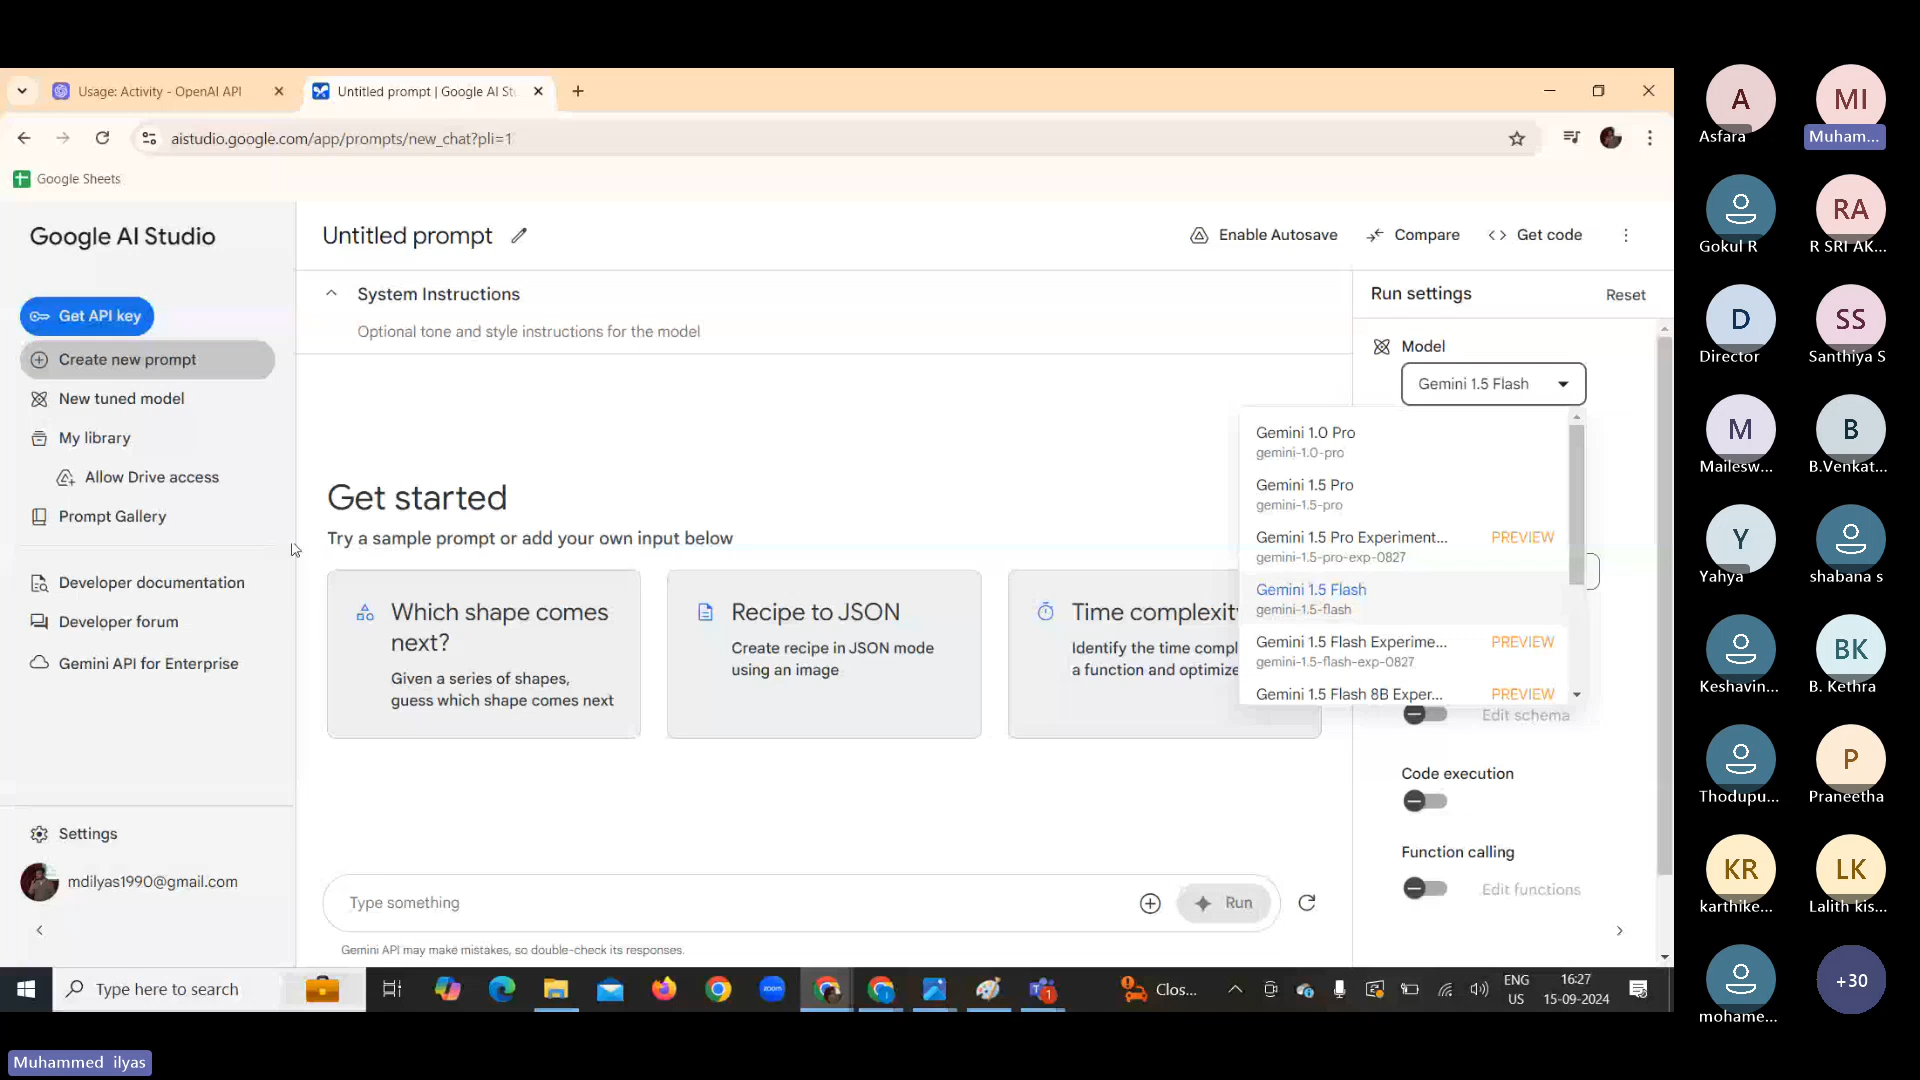 Usage: Activity - OpenAI API
Untitled prompt | Google AI St
aistudio.google.com/app/prompts/new_chat?pli=1
Google Sheets
Google AI Studio
Get API key
Create new prompt
New tuned model
My library
Allow Drive access
Prompt Gallery
Developer documentation
Developer forum
Gemini API for Enterprise
Settings
mdilyas1990@gmail.com
Untitled prompt
Enable Autosave
Compare
Get code
System Instructions
Optional tone and style instructions for the model
Get started
Try a sample prompt or add your own input below
Which shape comes
next?
Given a series of shapes,
guess which shape comes next
Recipe to JSON
Create recipe in JSON mode
using an image
Time complexity
Identify the time compl
a function and optimize
Type something
Run
Gemini API may make mistakes, so double-check its responses.
Run settings
Reset
Model
Gemini 1.5 Flash
Gemini 1.0 Pro
gemini-1.0-pro
Gemini 1.5 Pro
gemini-1.5-pro
Gemini 1.5 Pro Experiment... PREVIEW
gemini-1.5-pro-exp-0827
Gemini 1.5 Flash
gemini-1.5-flash
Gemini 1.5 Flash Experime... PREVIEW
gemini-1.5-flash-exp-0827
Gemini 1.5 Flash 8B Exper... PREVIEW
Edit schema
Code execution
Function calling
Edit functions
Type here to search
zoom
Clos...
ENG
US
16:27
15-09-2024
A
Asfara
MI
Muham...
Gokul R
RA
R SRI AK...
D
Director
SS
Santhiya S
M
Mailesw...
B
B.Venkat...
Y
Yahya
shabana s
Keshavin...
BK
B. Kethra
Thodupu...
P
Praneetha
KR
karthike...
LK
Lalith kis...
mohame...
+30
Muhammed ilyas